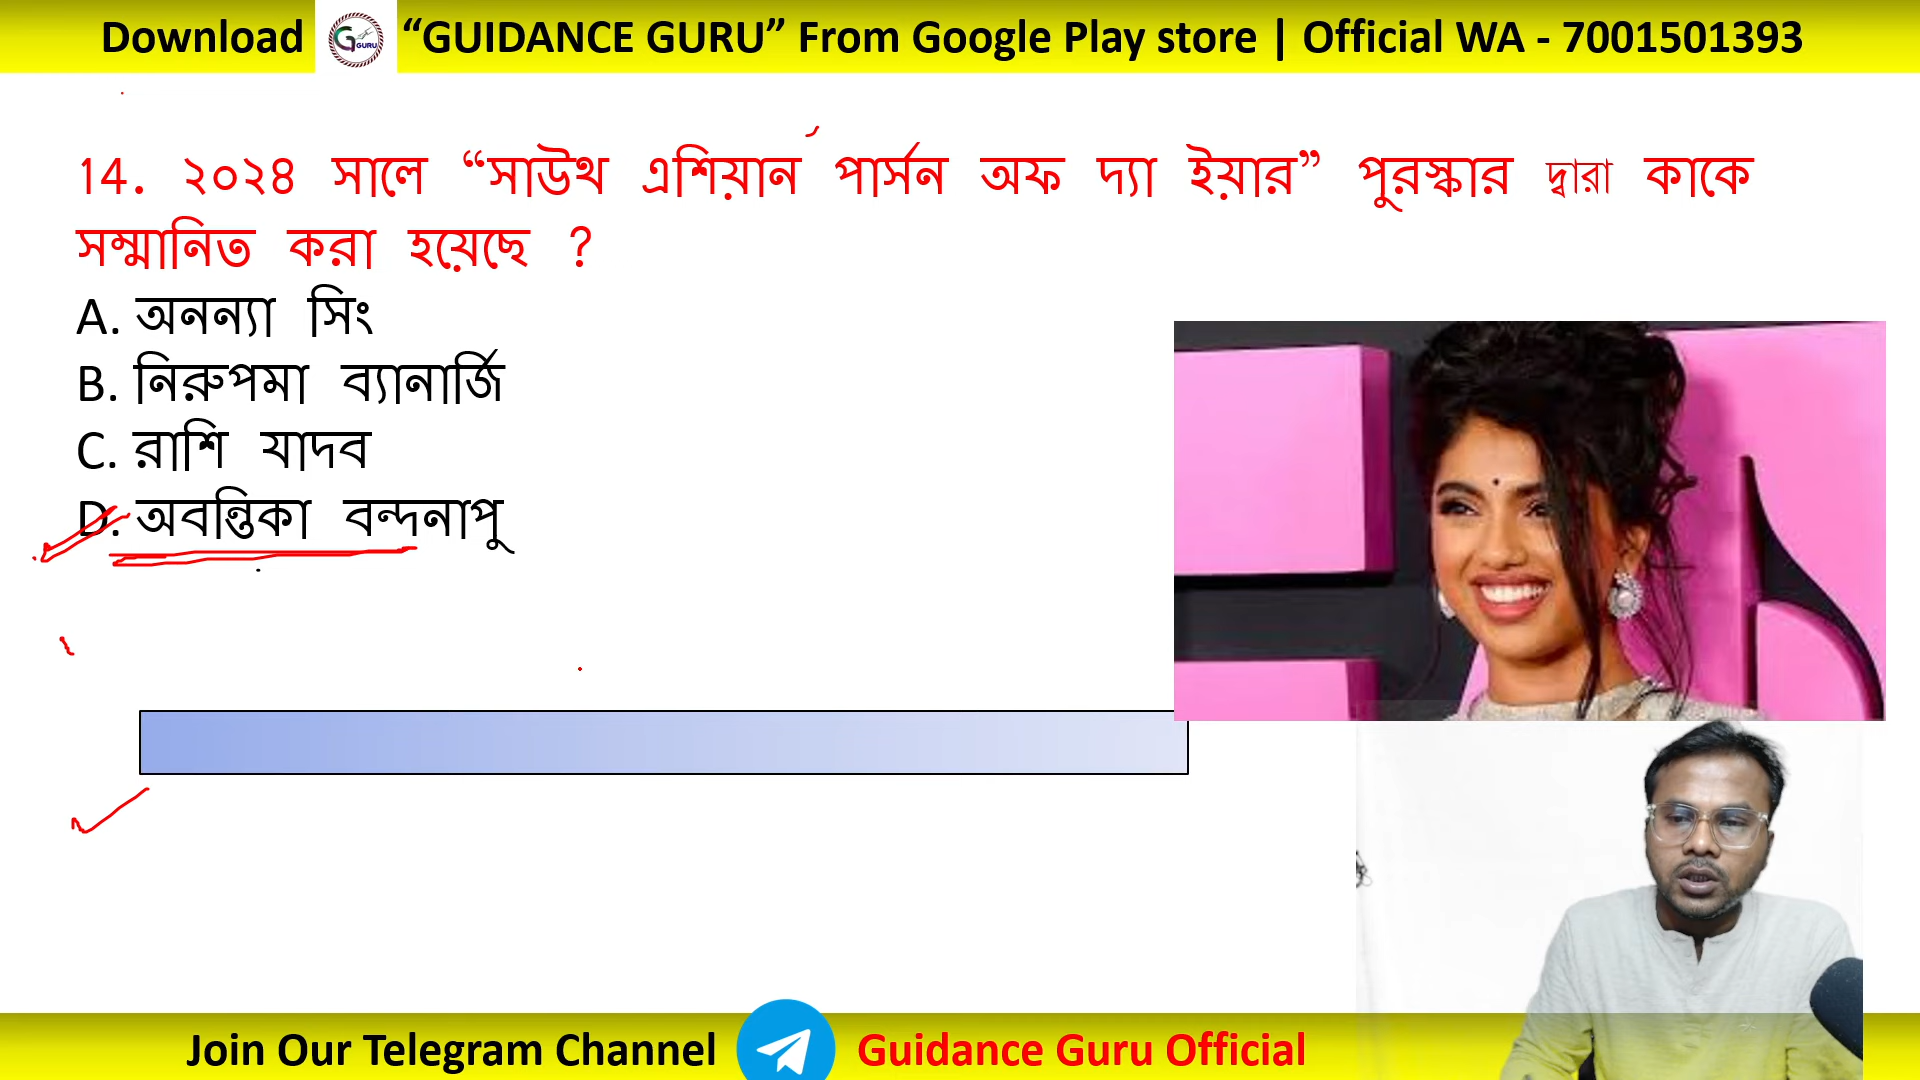 Download GURU “GUIDANCE GURU” From Google Play store | Official WA - 7001501393
14. ২০২৪ সালে “সাউথ এশিয়ান পার্সন অফ দ্যা ইয়ার” পুরস্কার দ্বারা কাকে
সম্মানিত করা হয়েছে ?
A. অনন্যা সিং
B. নিরুপমা ব্যানার্জি
C. রাশি যাদব
D. অবন্তিকা বন্দনাপু
Join Our Telegram Channel Guidance Guru Official